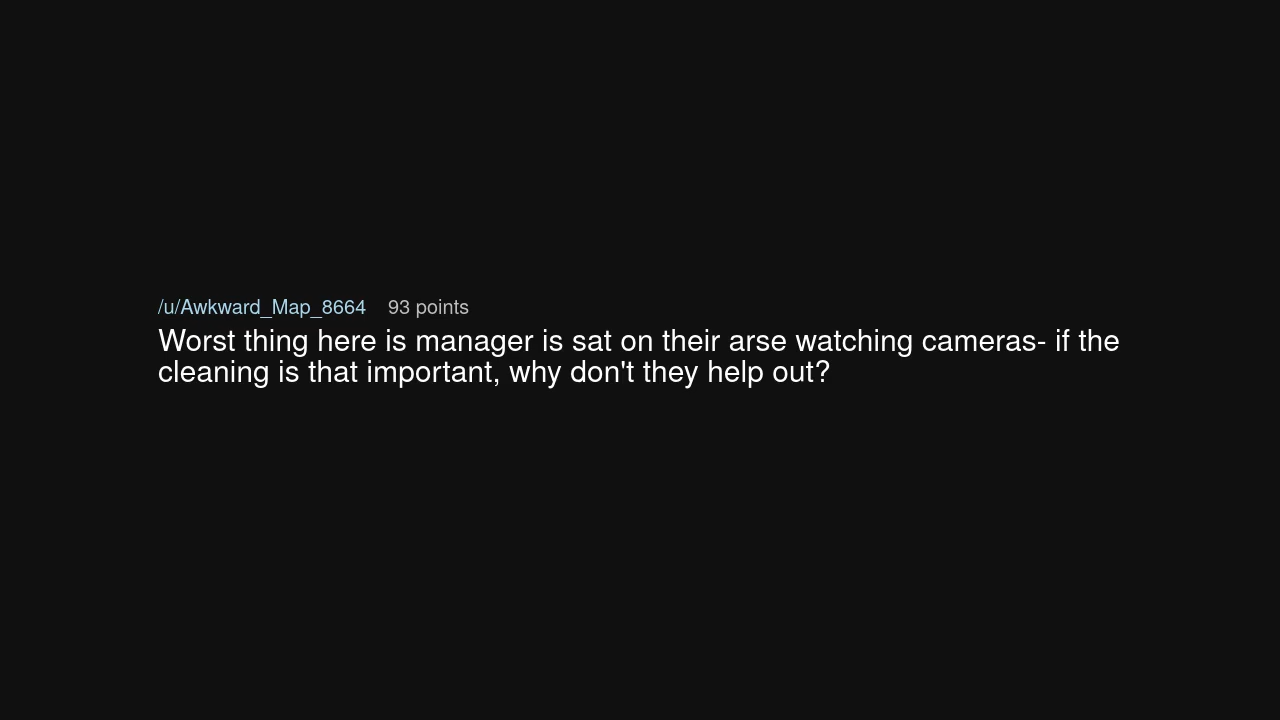 /u/Awkward_Map_8664 93 points
Worst thing here is manager is sat on their arse watching cameras- if the
cleaning is that important, why don't they help out?